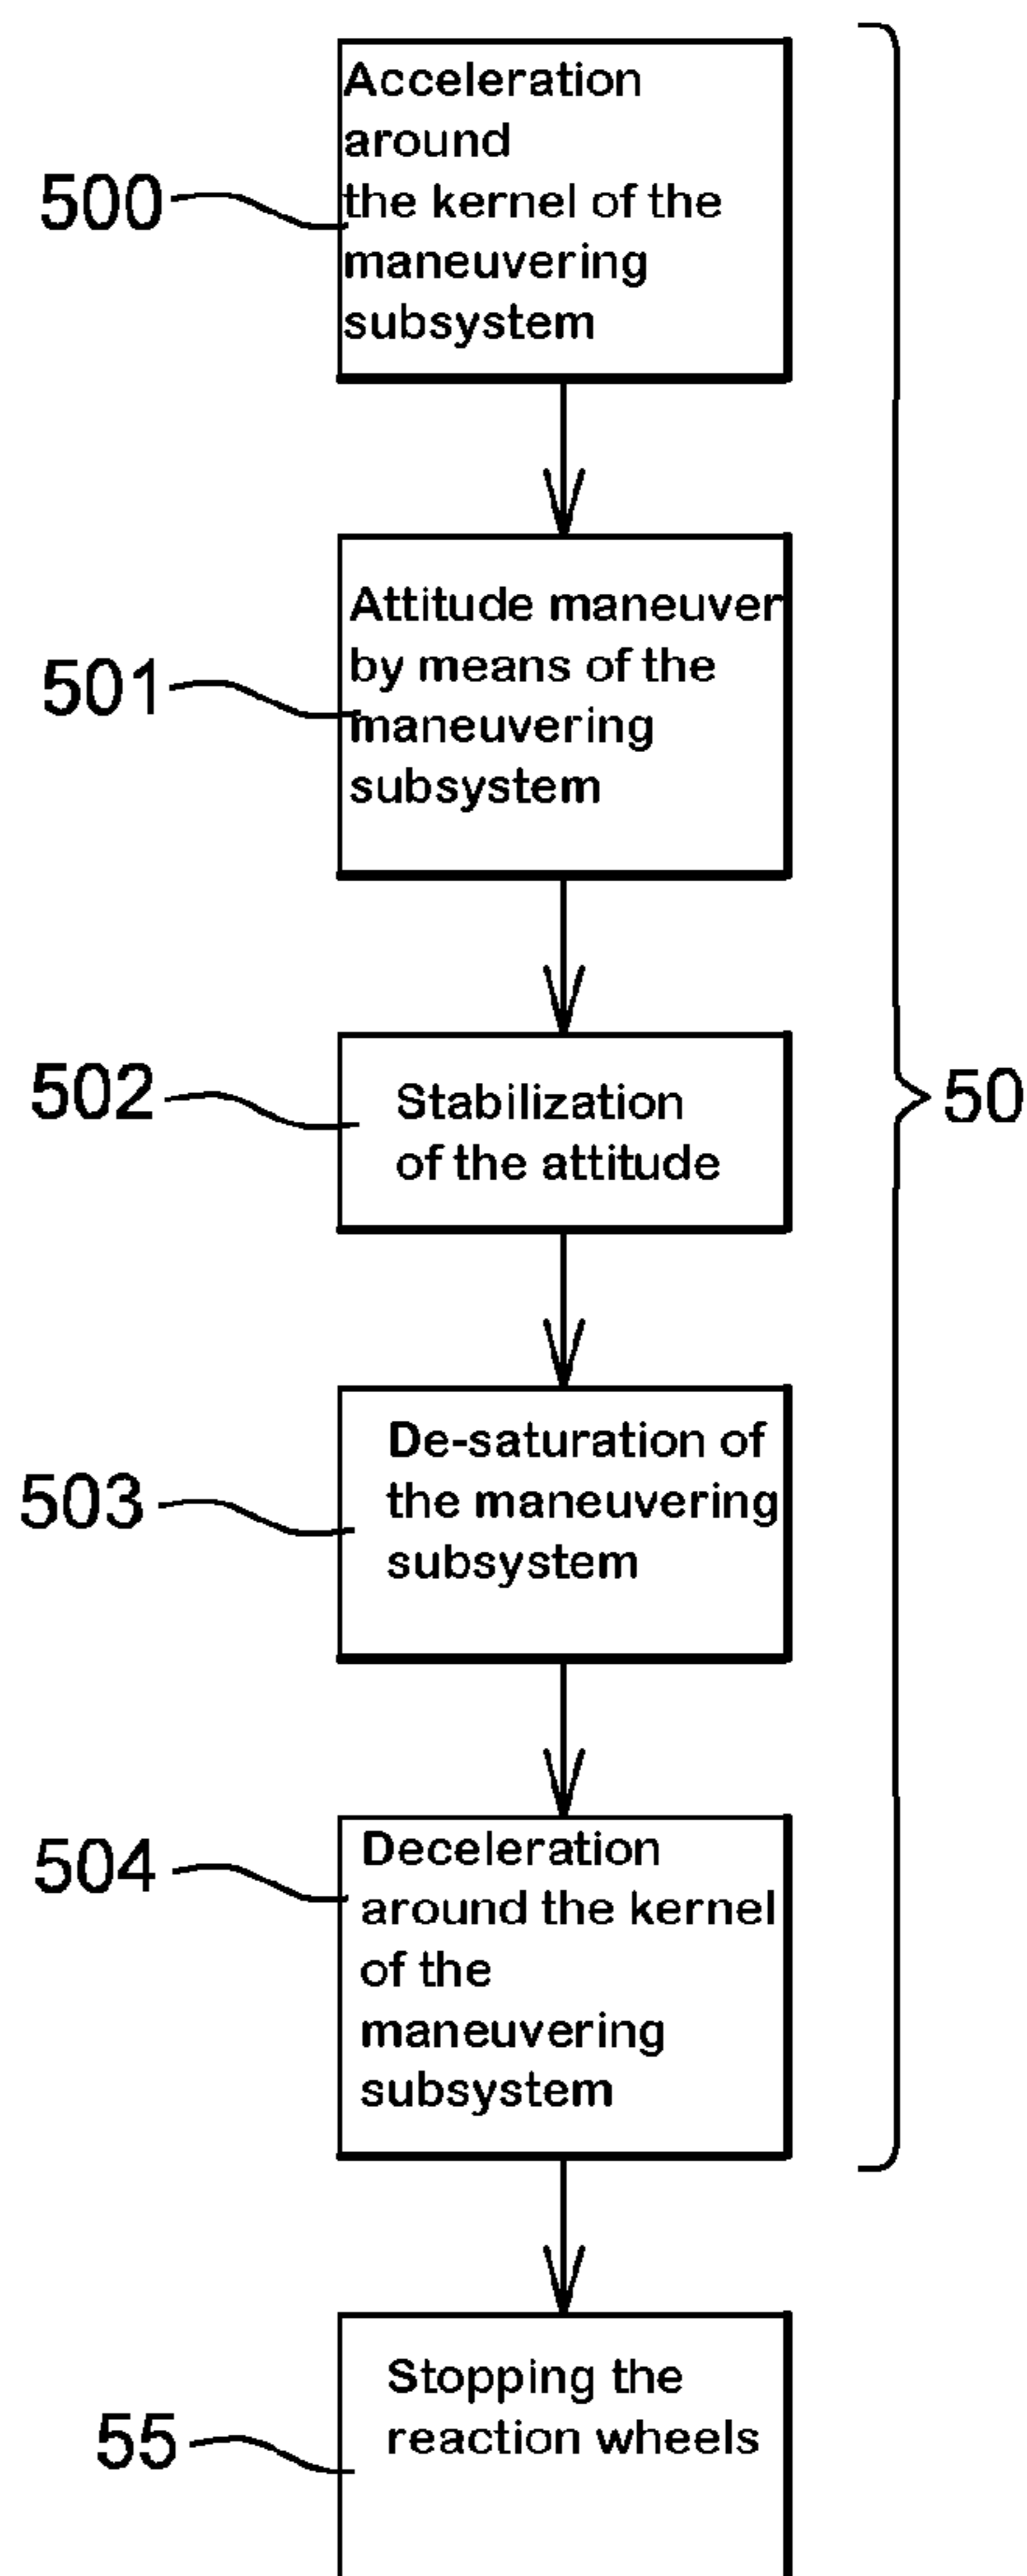 500
Acceleration
around
the kernel of the
maneuvering
subsystem
501
Attitude maneuver
by means of the
maneuvering
subsystem
502
Stabilization
of the attitude
50
503
De-saturation of
the maneuvering
subsystem
504
Deceleration
around the kernel
of the
maneuvering
subsystem
55
Stopping the
reaction wheels